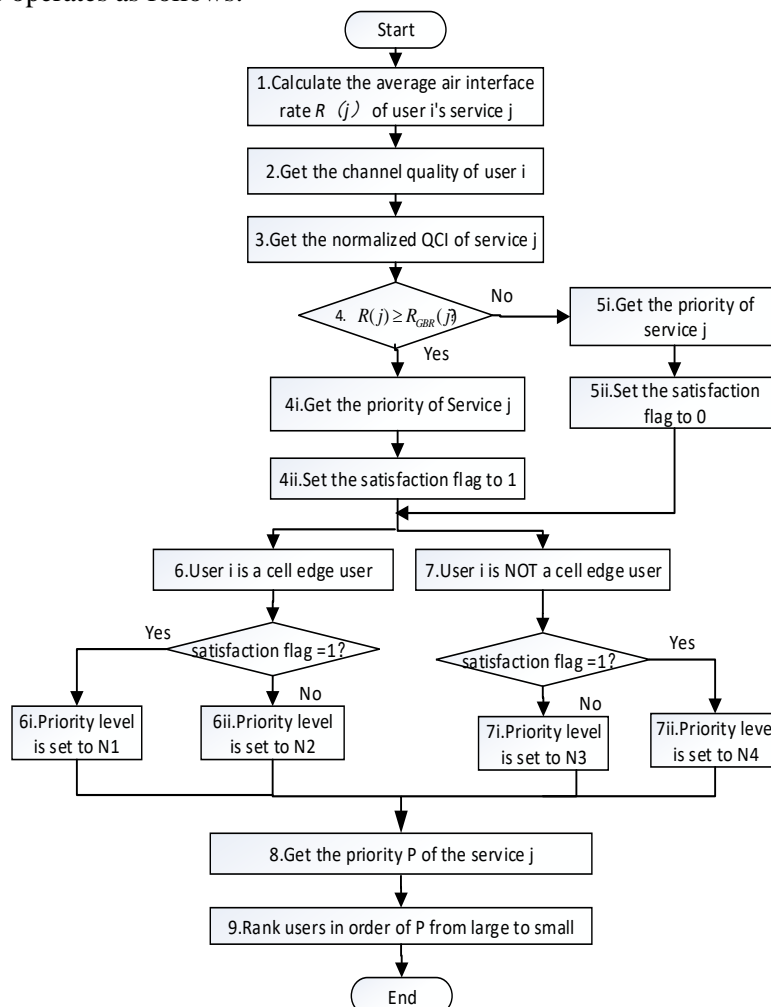 operates as follows.
Start
1.Calculate the average air interface
rate R（j）of user i's service j
2.Get the channel quality of user i
3.Get the normalized QCI of service j
4. R(j) ≥ R_GBR(j)?
No
Yes
5i.Get the priority of
service j
5ii.Set the satisfaction
flag to 0
4i.Get the priority of Service j
4ii.Set the satisfaction flag to 1
6.User i is a cell edge user
7.User i is NOT a cell edge user
Yes
satisfaction flag =1?
No
satisfaction flag =1?
Yes
No
6i.Priority level
is set to N1
6ii.Priority level
is set to N2
7i.Priority level
is set to N3
7ii.Priority level
is set to N4
8.Get the priority P of the service j
9.Rank users in order of P from large to small
End